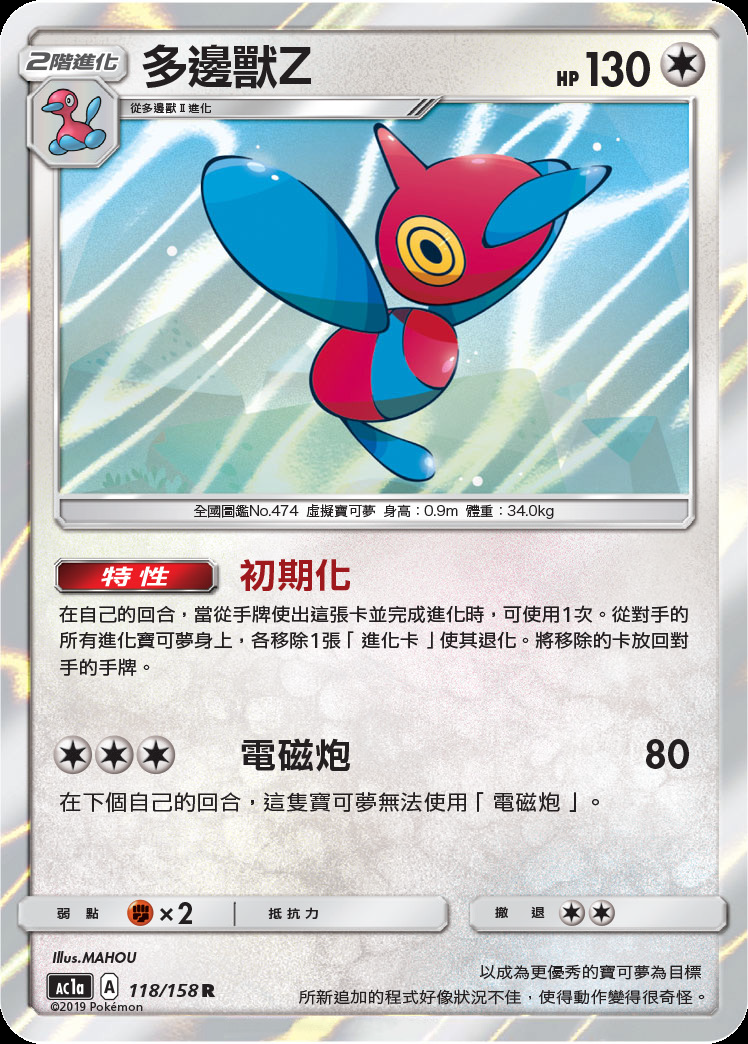 2階進化
多邊獸Z
HP 130
從多邊獸Ⅱ進化
全國圖鑑No.474 虛擬寶可夢 身高：0.9m 體重：34.0kg
特性 初期化
在自己的回合，當從手牌使出這張卡並完成進化時，可使用1次。從對手的
所有進化寶可夢身上，各移除1張「進化卡」使其退化。將移除的卡放回對
手的手牌。
電磁炮 80
在下個自己的回合，這隻寶可夢無法使用「電磁炮」。
弱點 ×2 抵抗力 撤退
Illus.MAHOU
AC1a A 118/158 R
©2019 Pokémon
以成為更優秀的寶可夢為目標
所新追加的程式好像狀況不佳，使得動作變得很奇怪。